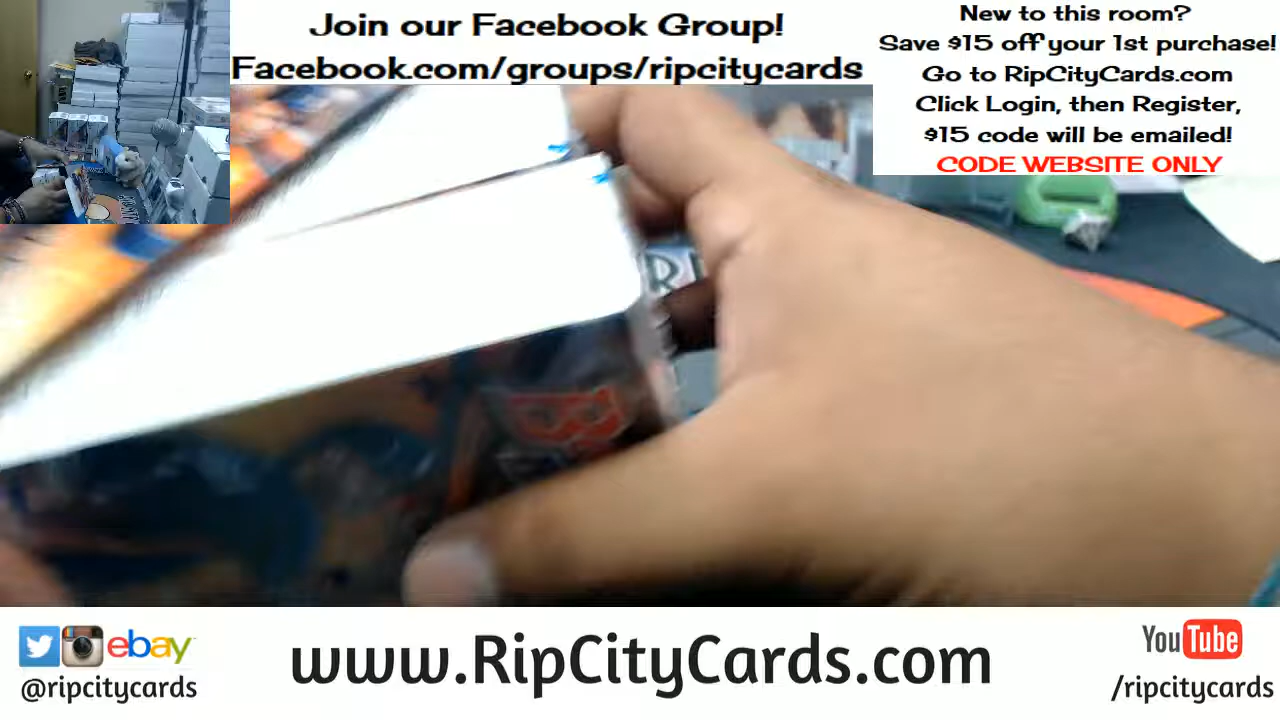 Join our Facebook Group!
Facebook.com/groups/ripcitycards
New to this room?
Save $15 off your 1st purchase!
Go to RipCityCards.com
Click Login, then Register,
$15 code will be emailed!
CODE WEBSITE ONLY
ebay
@ripcitycards
www.RipCityCards.com
YouTube
/ripcitycards